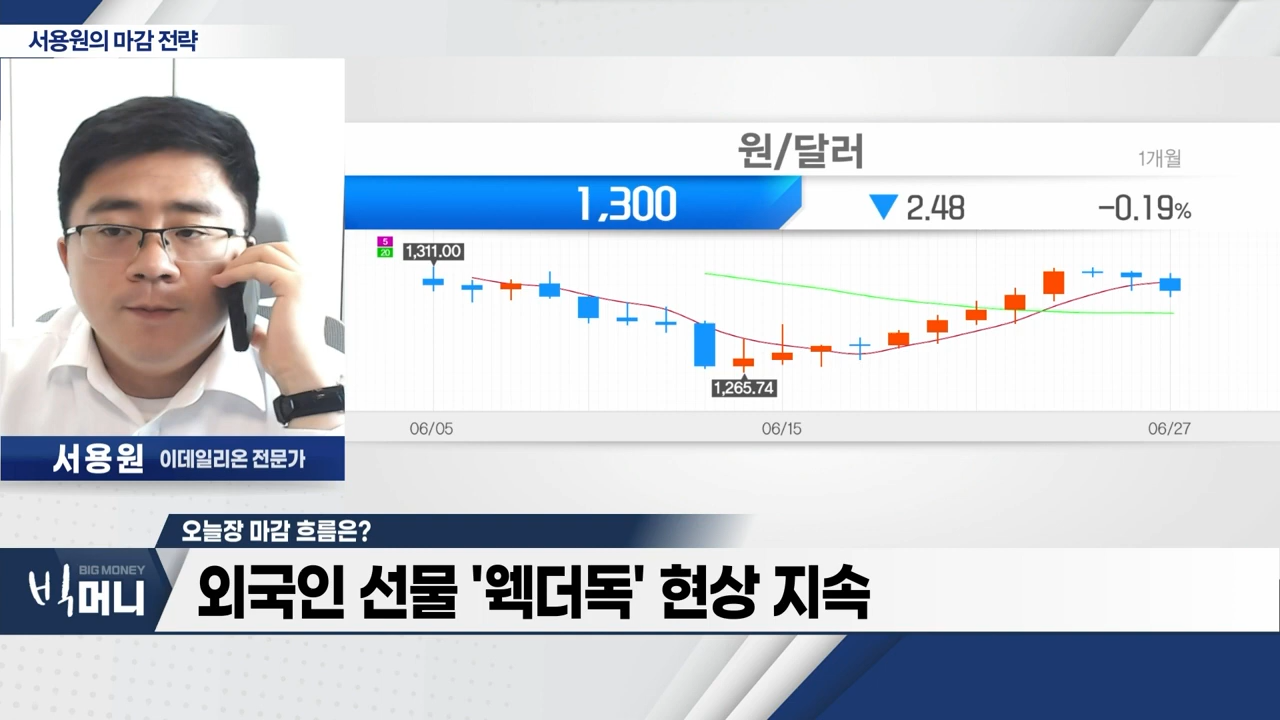 서용원의 마감 전략
원/달러
1개월
1,300
▼ 2.48
-0.19%
5
20
1,311.00
1,265.74
06/05
06/15
06/27
서용원 이데일리온 전문가
오늘장 마감 흐름은?
BIG MONEY
빅머니
외국인 선물 '웩더독' 현상 지속